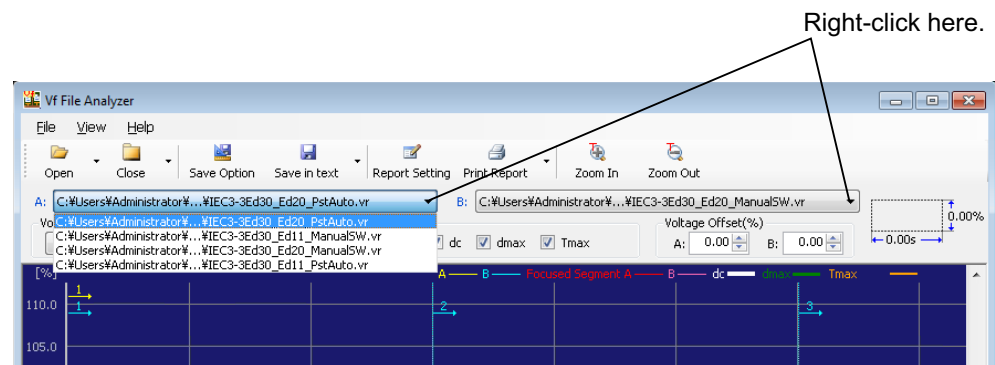 Right-click here.
Vf File Analyzer
File View Help
Open Close Save Option Save in text Report Setting Print Report Zoom In Zoom Out
A: C:¥Users¥Administrator¥...¥IEC3-3Ed30_Ed20_PstAuto.vr B: C:¥Users¥Administrator¥...¥IEC3-3Ed30_Ed20_ManualSW.vr
C:¥Users¥Administrator¥...¥IEC3-3Ed30_Ed20_PstAuto.vr
C:¥Users¥Administrator¥...¥IEC3-3Ed30_Ed11_ManualSW.vr
C:¥Users¥Administrator¥...¥IEC3-3Ed30_Ed20_ManualSW.vr
C:¥Users¥Administrator¥...¥IEC3-3Ed30_Ed11_PstAuto.vr
Vo
dc dmax Tmax
Voltage Offset(%)
A: 0.00 B: 0.00
0.00%
0.00s
[%] A B Focused Segment A B dc dmax Tmax
1
110.0 1 2 3
105.0